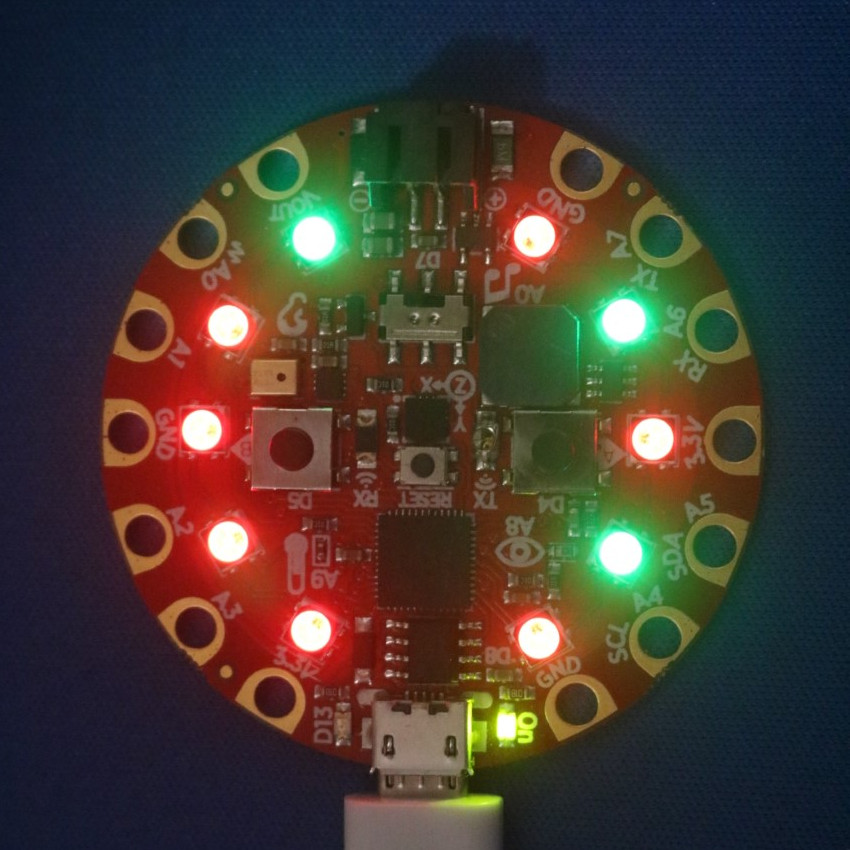 GND
VOUT
A7
TX
A0
D7
A0
A6
RX
A1
X
Z
Y
GND
3.3V
D5
RX
RESET
TX
D4
A5
A2
A8
SDA
A9
A4
A3
SCL
D8
3.3V
GND
D13
On